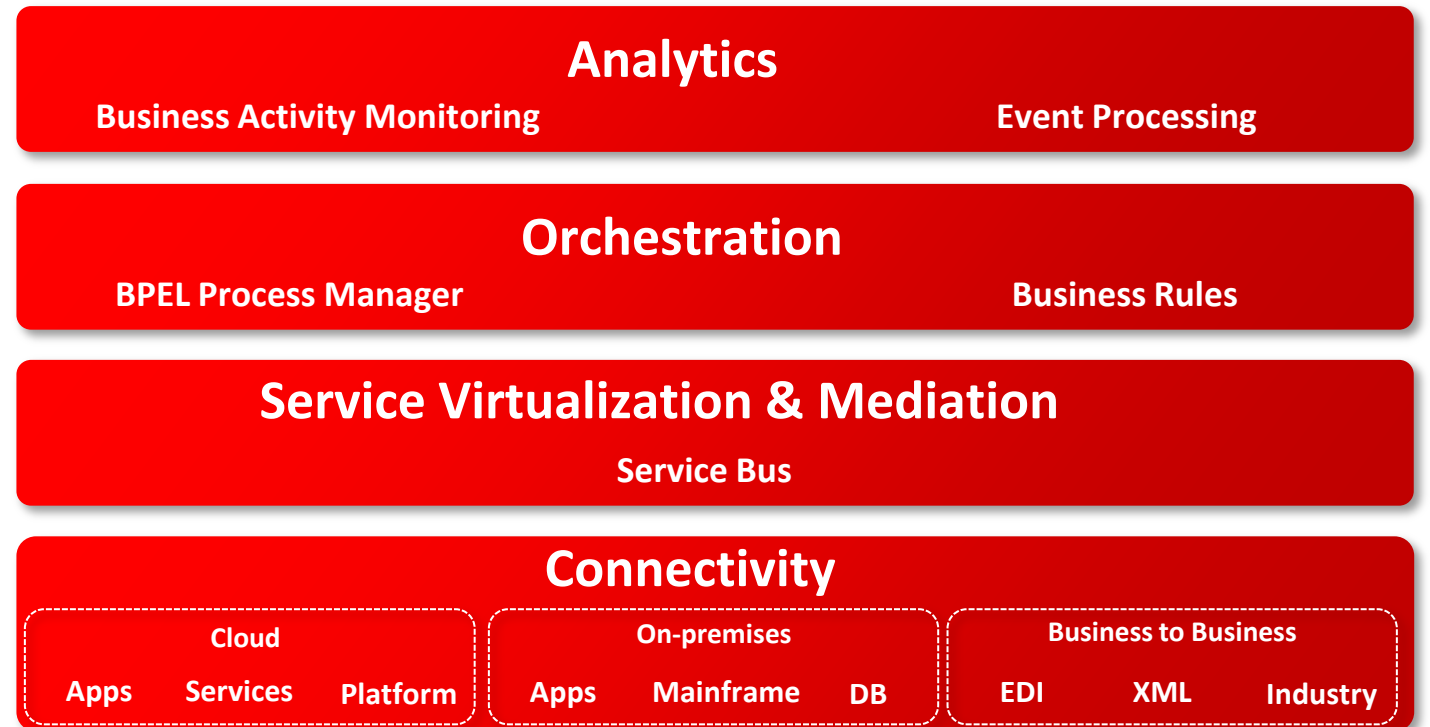 Analytics
Business Activity Monitoring Event Processing
Orchestration
BPEL Process Manager Business Rules
Service Virtualization & Mediation
Service Bus
Connectivity
Cloud On-premises Business to Business
Apps Services Platform Apps Mainframe DB EDI XML Industry